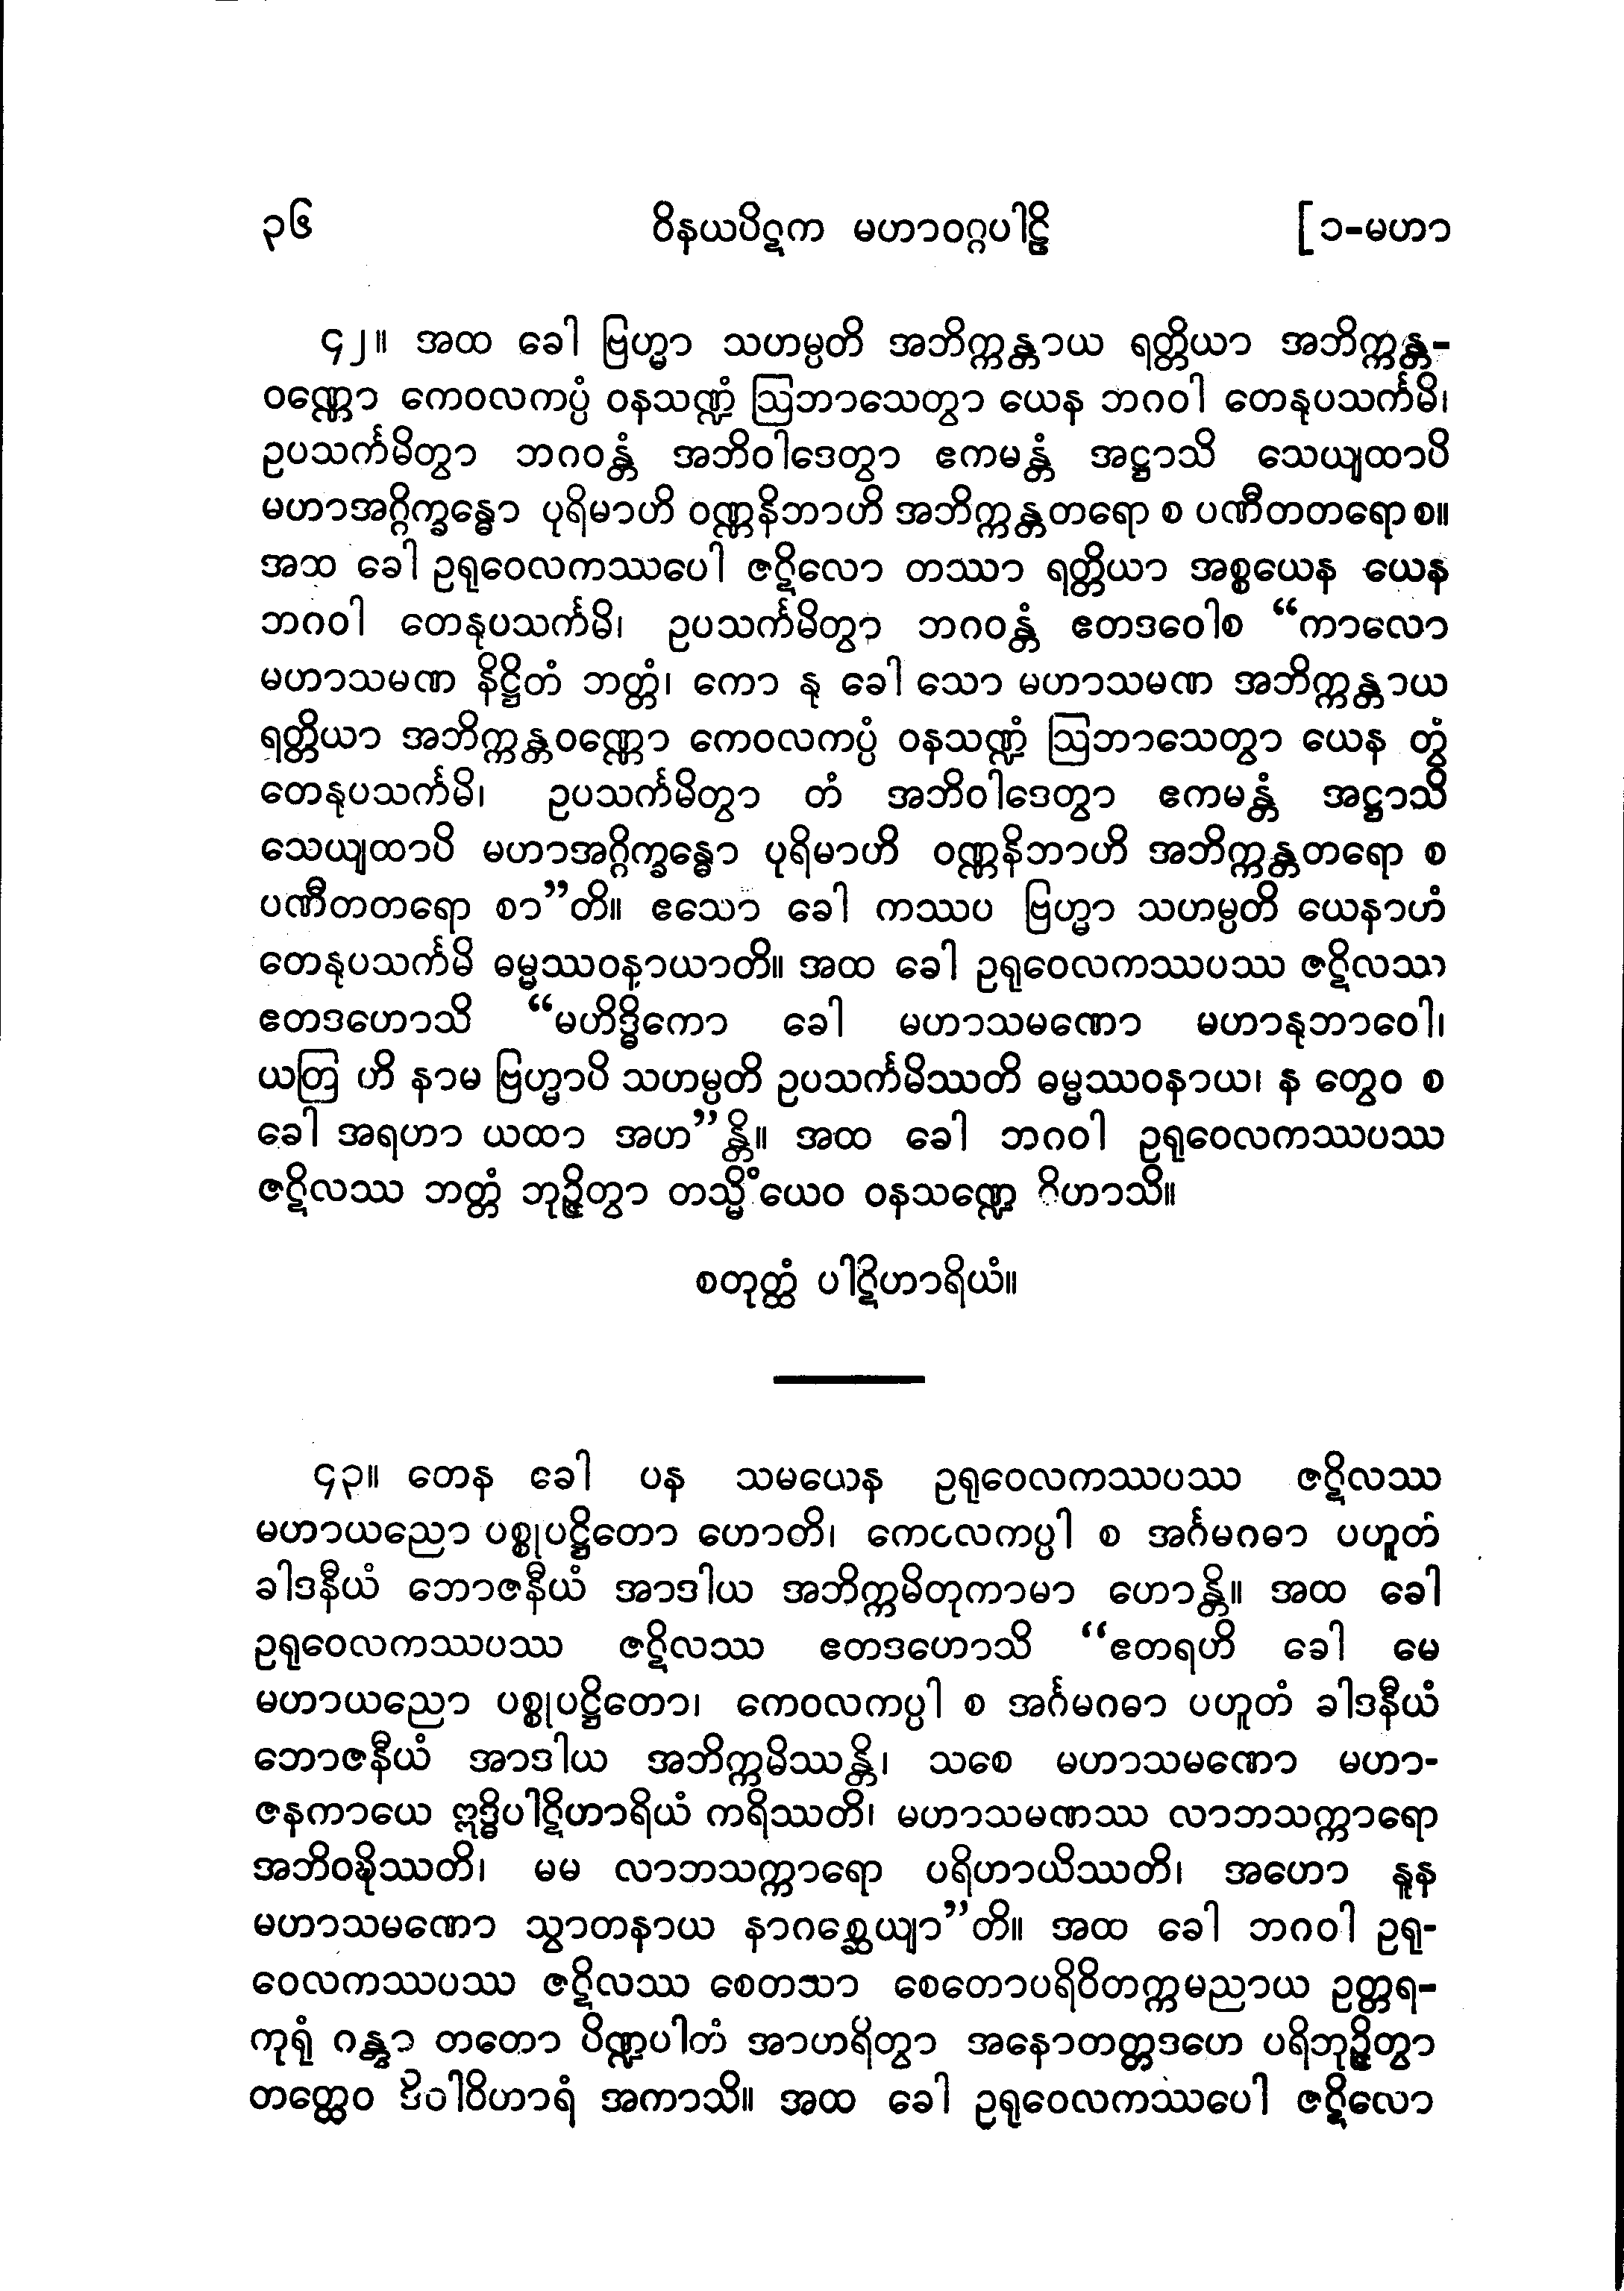 ၃၆ ဝိနယပိဋက မဟာဝဂ္ဂပါဠိ [၁-မဟာ
၄၂။ အထ ခေါ ဗြဟ္မာ သဟမ္ပတိ အဘိက္ကန္တာယ ရတ္တိယာ အဘိက္ကန္တ-
ဝဏ္ဏော ကေဝလကပ္ပံ ဝနသဏ္ဍံ ဩဘာသေတွာ ယေန ဘဂဝါ တေနုပသင်္ကမိ၊
ဥပသင်္ကမိတွာ ဘဂဝန္တံ အဘိဝါဒေတွာ ဧကမန္တံ အဋ္ဌာသိ သေယျထာပိ
မဟာအဂ္ဂိက္ခန္ဓော ပုရိမာဟိ ဝဏ္ဏနိဘာဟိ အဘိက္ကန္တတရော စ ပဏီတတရော စ။
အထ ခေါ ဥရုဝေလကဿပေါ ဇဋိလော တဿာ ရတ္တိယာ အစ္စယေန ယေန
ဘဂဝါ တေနုပသင်္ကမိ၊ ဥပသင်္ကမိတွာ ဘဂဝန္တံ ဧတဒဝေါစ “ကာလော
မဟာသမဏ နိဋ္ဌိတံ ဘတ္တံ၊ ကော နု ခေါ သော မဟာသမဏ အဘိက္ကန္တာယ
ရတ္တိယာ အဘိက္ကန္တဝဏ္ဏော ကေဝလကပ္ပံ ဝနသဏ္ဍံ ဩဘာသေတွာ ယေန တွံ
တေနုပသင်္ကမိ၊ ဥပသင်္ကမိတွာ တံ အဘိဝါဒေတွာ ဧကမန္တံ အဋ္ဌာသိ
သေယျထာပိ မဟာအဂ္ဂိက္ခန္ဓော ပုရိမာဟိ ဝဏ္ဏနိဘာဟိ အဘိက္ကန္တတရော စ
ပဏီတတရော စာ”တိ။ ဧသော ခေါ ကဿပ ဗြဟ္မာ သဟမ္ပတိ ယေနာဟံ
တေနုပသင်္ကမိ ဓမ္မဿဝနာယာတိ။ အထ ခေါ ဥရုဝေလကဿပဿ ဇဋိလဿ
ဧတဒဟောသိ “မဟိဒ္ဓိကော ခေါ မဟာသမဏော မဟာနုဘာဝေါ၊
ယတြ ဟိ နာမ ဗြဟ္မာပိ သဟမ္ပတိ ဥပသင်္ကမိဿတိ ဓမ္မဿဝနာယ၊ န တွေဝ စ
ခေါ အရဟာ ယထာ အဟ”န္တိ။ အထ ခေါ ဘဂဝါ ဥရုဝေလကဿပဿ
ဇဋိလဿ ဘတ္တံ ဘုဉ္ဇိတွာ တသ္မိံယေဝ ဝနသဏ္ဍေ ဝိဟာသိ။
စတုတ္ထံ ပါဋိဟာရိယံ။
၄၃။ တေန ခေါ ပန သမယေန ဥရုဝေလကဿပဿ ဇဋိလဿ
မဟာယညော ပစ္စုပဋ္ဌိတော ဟောတိ၊ ကေဝလကပ္ပါ စ အင်္ဂမဂဓာ ပဟူတံ
ခါဒနီယံ ဘောဇနီယံ အာဒါယ အဘိက္ကမိတုကာမာ ဟောန္တိ။ အထ ခေါ
ဥရုဝေလကဿပဿ ဇဋိလဿ ဧတဒဟောသိ “ဧတရဟိ ခေါ မေ
မဟာယညော ပစ္စုပဋ္ဌိတော၊ ကေဝလကပ္ပါ စ အင်္ဂမဂဓာ ပဟူတံ ခါဒနီယံ
ဘောဇနီယံ အာဒါယ အဘိက္ကမိဿန္တိ၊ သစေ မဟာသမဏော မဟာ-
ဇနကာယေ ဣဒ္ဓိပါဋိဟာရိယံ ကရိဿတိ၊ မဟာသမဏဿ လာဘသက္ကာရော
အဘိဝဍ္ဎိဿတိ၊ မမ လာဘသက္ကာရော ပရိဟာယိဿတိ၊ အဟော နူန
မဟာသမဏော သွာတနာယ နာဂစ္ဆေယျာ”တိ။ အထ ခေါ ဘဂဝါ ဥရု-
ဝေလကဿပဿ ဇဋိလဿ စေတသာ စေတောပရိဝိတက္ကမညာယ ဥတ္တရ-
ကုရုံ ဂန္တွာ တတော ပိဏ္ဍပါတံ အာဟရိတွာ အနောတတ္တဒဟေ ပရိဘုဉ္ဇိတွာ
တတ္ထေဝ ဒိဝါဝိဟာရံ အကာသိ။ အထ ခေါ ဥရုဝေလကဿပေါ ဇဋိလော